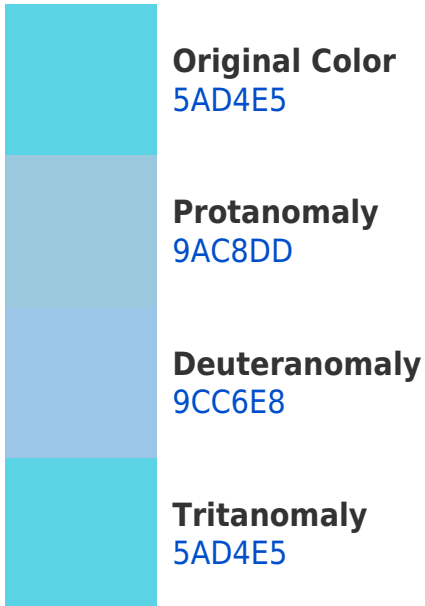 Original Color
5AD4E5
Protanomaly
9AC8DD
Deuteranomaly
9CC6E8
Tritanomaly
5AD4E5